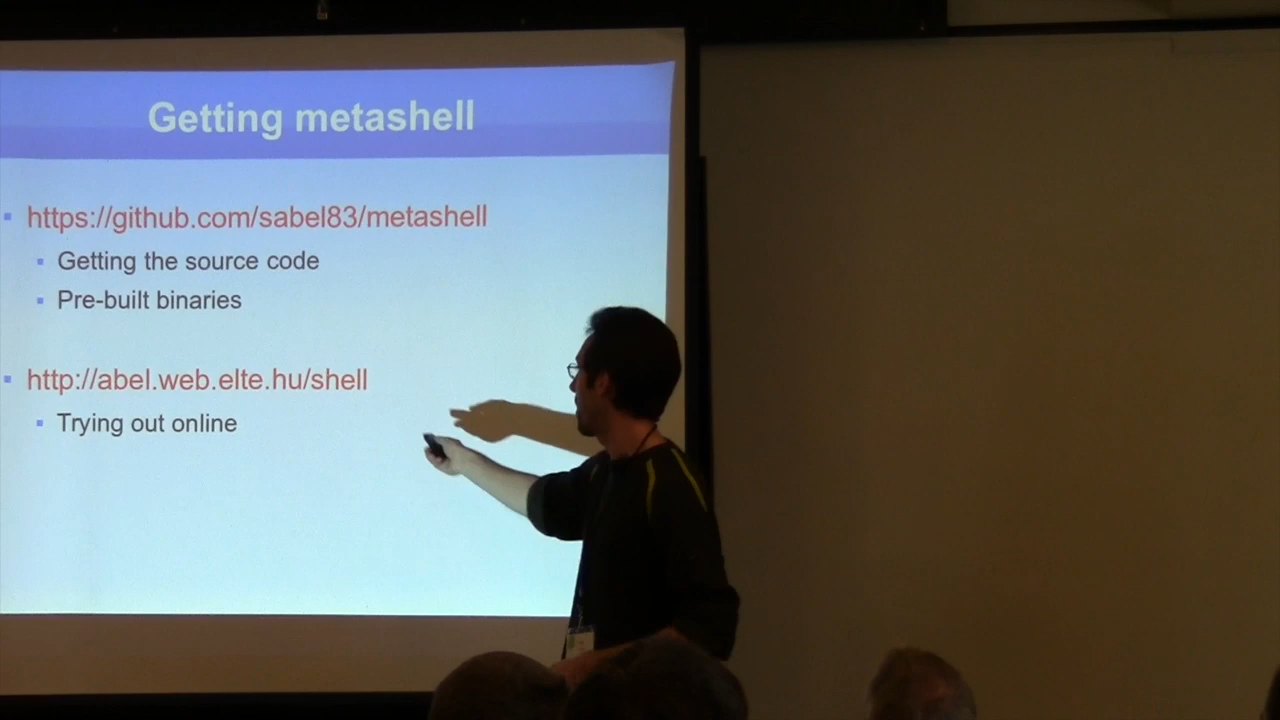 Getting metashell
https://github.com/sabel83/metashell
Getting the source code
Pre-built binaries
http://abel.web.elte.hu/shell
Trying out online